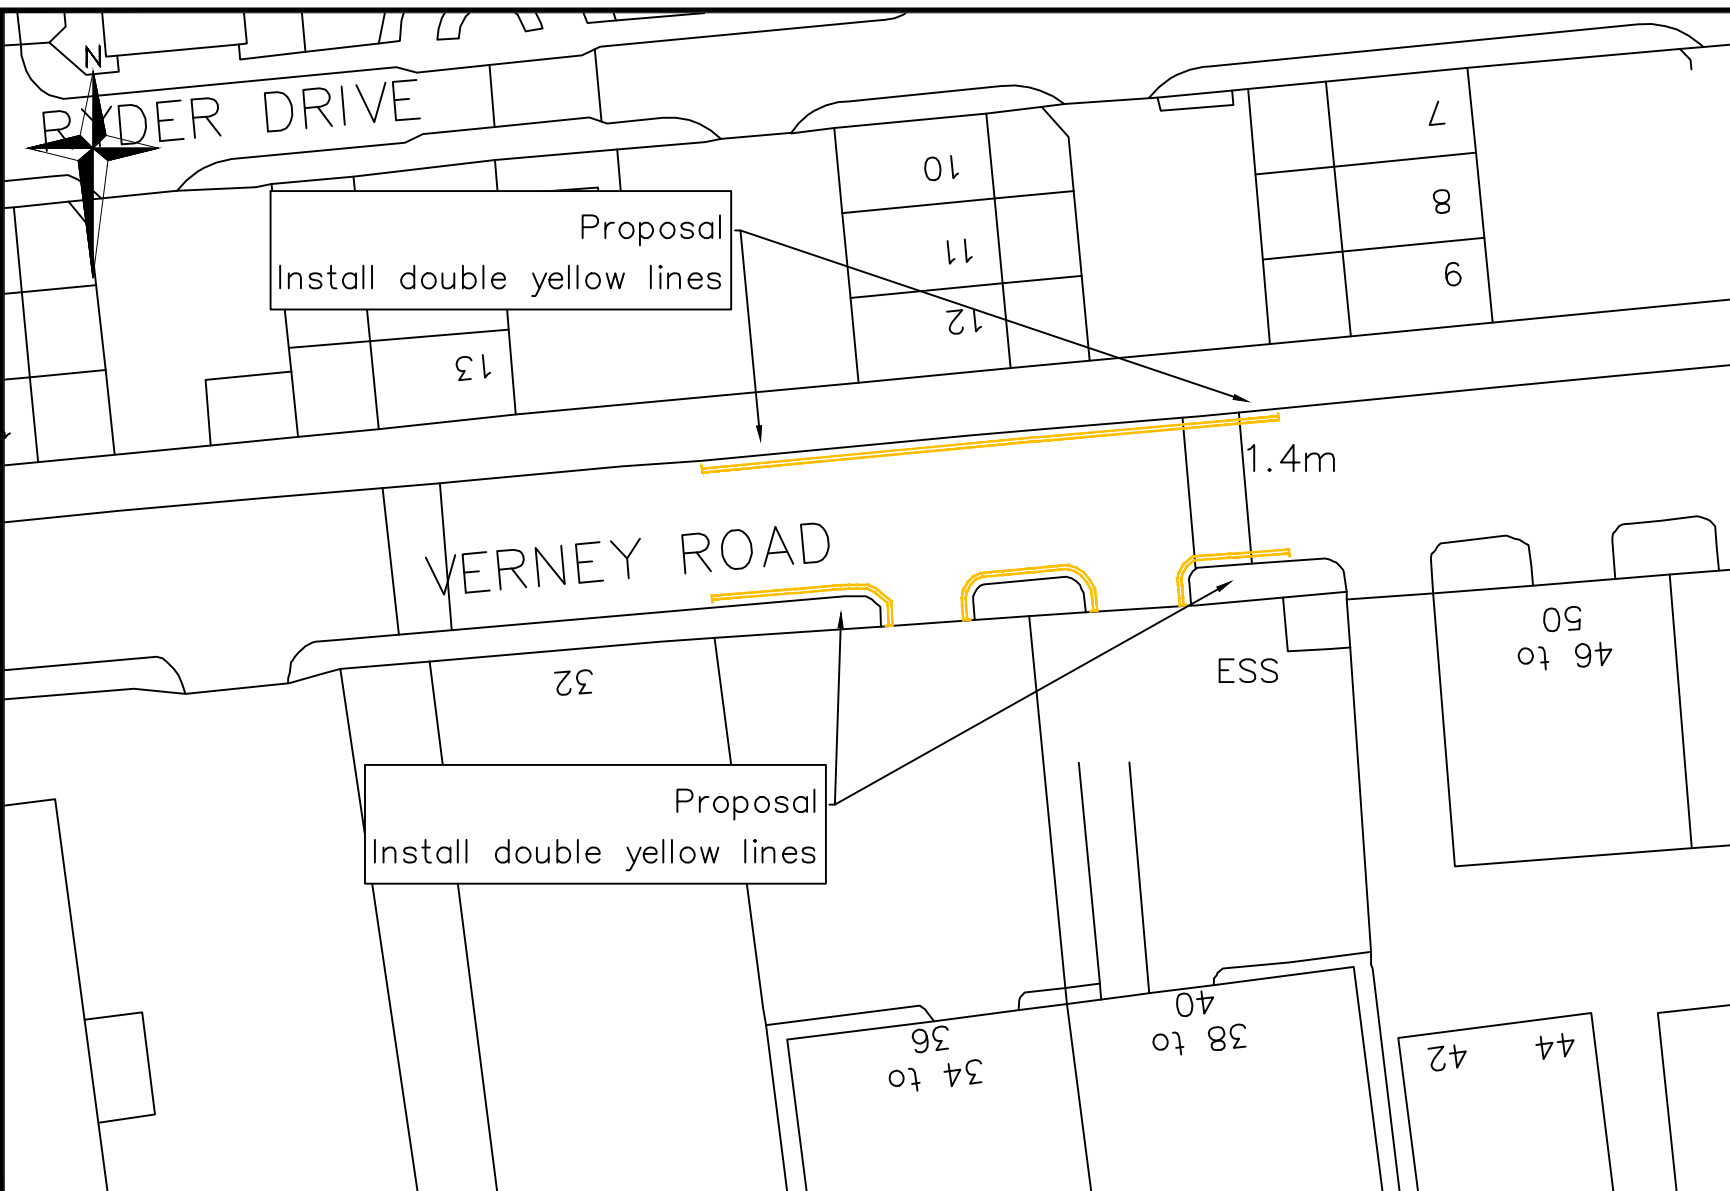 N
RYDER DRIVE
7
10
8
Proposal
11
Install double yellow lines
9
12
13
1.4m
VERNEY ROAD
50
46 to
ESS
32
Proposal
Install double yellow lines
40
38 to
36
34 to
42
44